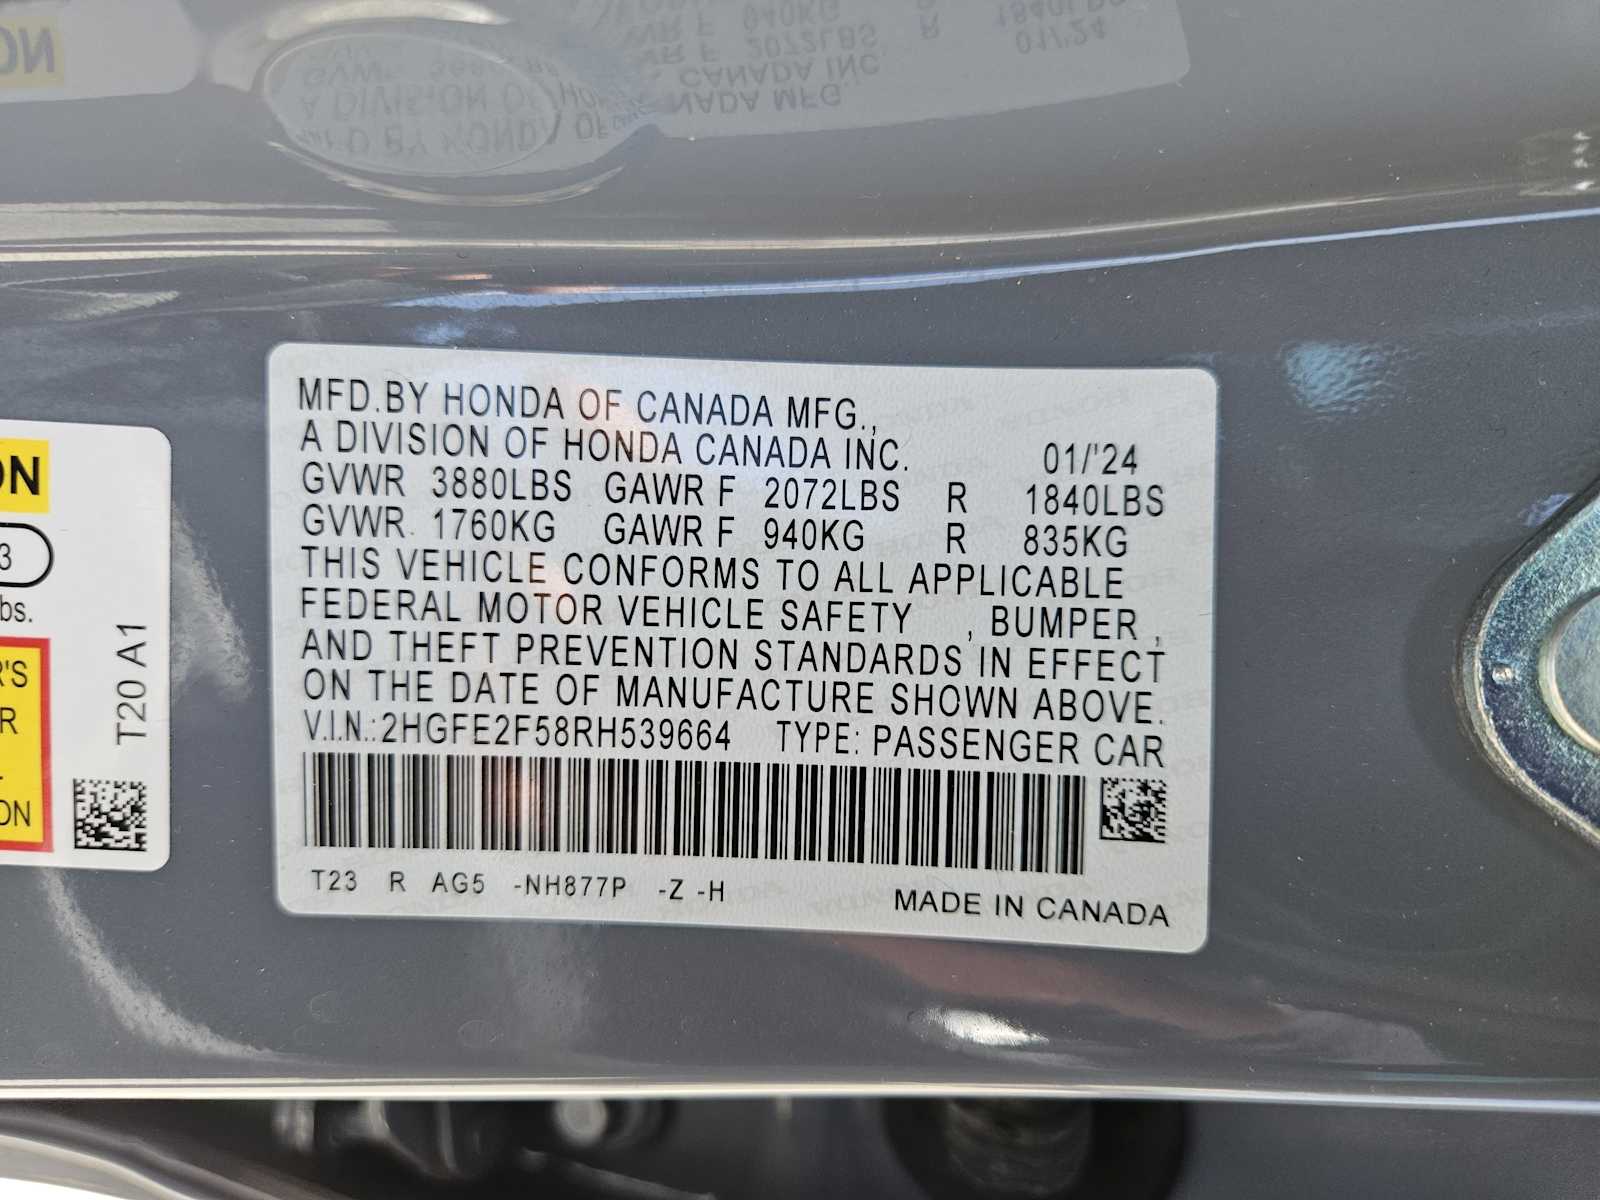 MFD.BY HONDA OF CANADA MFG.,
A DIVISION OF HONDA CANADA INC. 01/'24
GVWR 3880LBS GAWR F 2072LBS R 1840LBS
GVWR. 1760KG GAWR F 940KG R 835KG
THIS VEHICLE CONFORMS TO ALL APPLICABLE
FEDERAL MOTOR VEHICLE SAFETY , BUMPER ,
AND THEFT PREVENTION STANDARDS IN EFFECT
ON THE DATE OF MANUFACTURE SHOWN ABOVE.
V.I.N.:2HGFE2F58RH539664 TYPE: PASSENGER CAR
T23 R AG5 -NH877P -Z -H
MADE IN CANADA
T20 A1